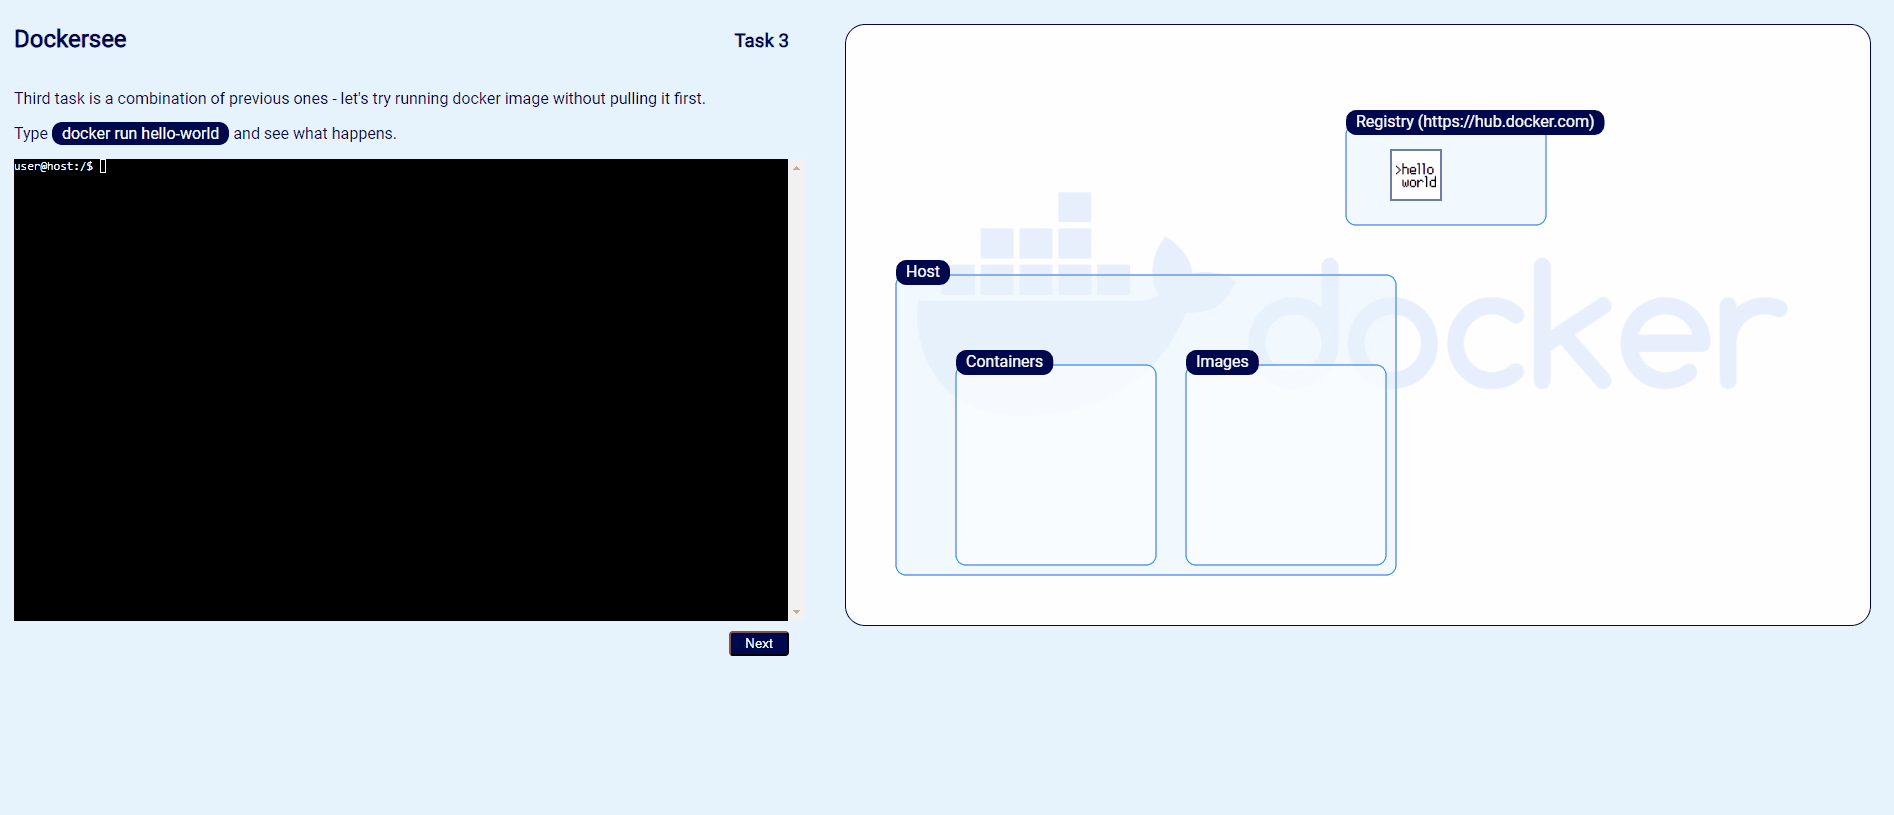 Dockersee
Task 3
Third task is a combination of previous ones - let's try running docker image without pulling it first.
Type docker run hello-world and see what happens.
user@host:/$
Next
Registry (https://hub.docker.com)
>hello
world
Host
docker
Containers
Images